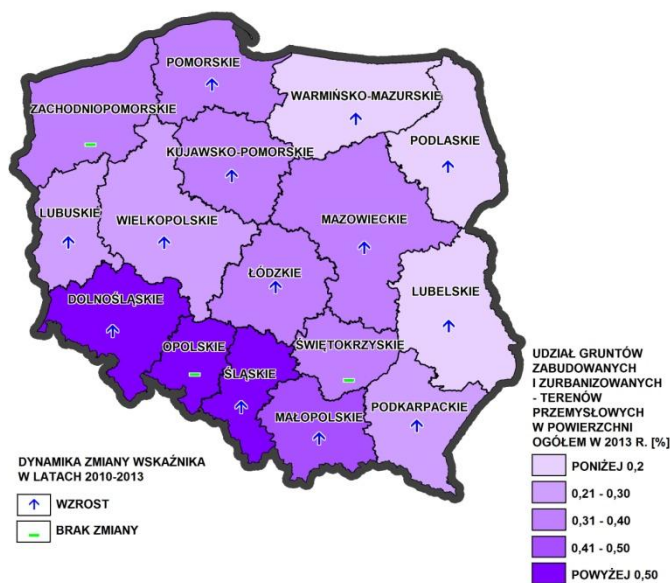 POMORSKIE
WARMIŃSKO-MAZURSKIE
ZACHODNIOPOMORSKIE
PODLASKIE
KUJAWSKO-POMORSKIE
LUBUSKIE
WIELKOPOLSKIE
MAZOWIECKIE
ŁÓDZKIE
LUBELSKIE
DOLNOŚLĄSKIE
OPOLSKIE
ŚWIĘTOKRZYSKIE
ŚLĄSKIE
MAŁOPOLSKIE
PODKARPACKIE
DYNAMIKA ZMIANY WSKAŹNIKA
W LATACH 2010-2013
WZROST
BRAK ZMIANY
UDZIAŁ GRUNTÓW
ZABUDOWANYCH
I ZURBANIZOWANYCH
- TERENÓW
PRZEMYSŁOWYCH
W POWIERZCHNI
OGÓŁEM W 2013 R. [%]
PONIŻEJ 0,2
0,21 - 0,30
0,31 - 0,40
0,41 - 0,50
POWYŻEJ 0,50